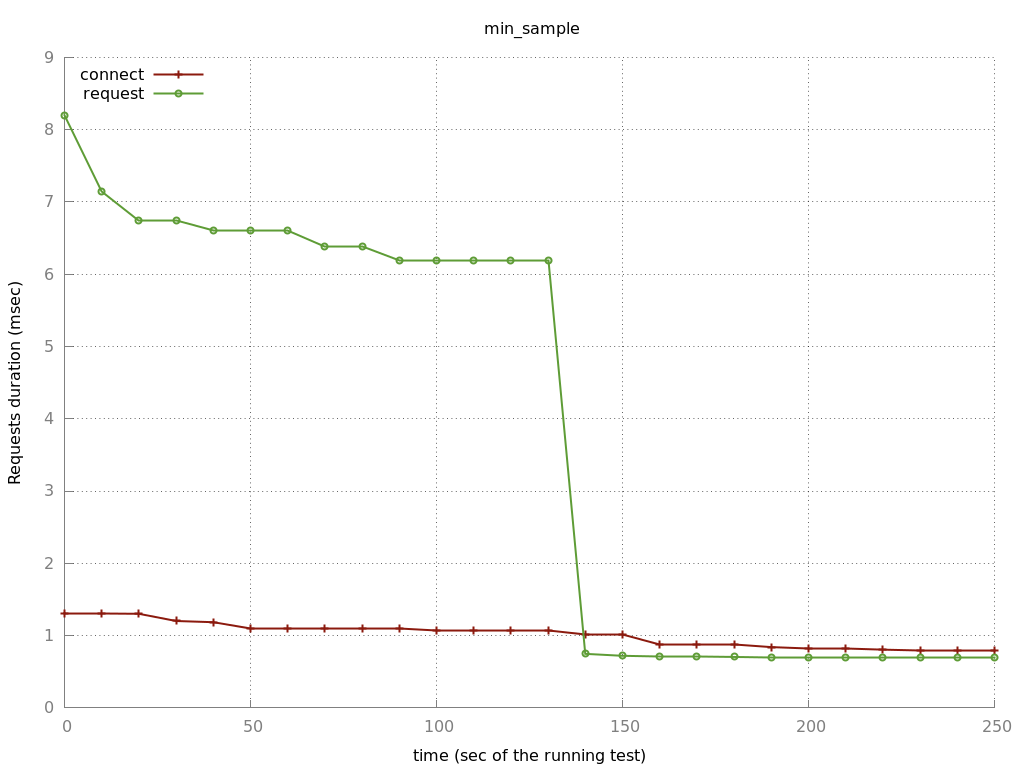 min_sample
connect
request
Requests duration (msec)
9
8
7
6
5
4
3
2
1
0
0 50 100 150 200 250
time (sec of the running test)